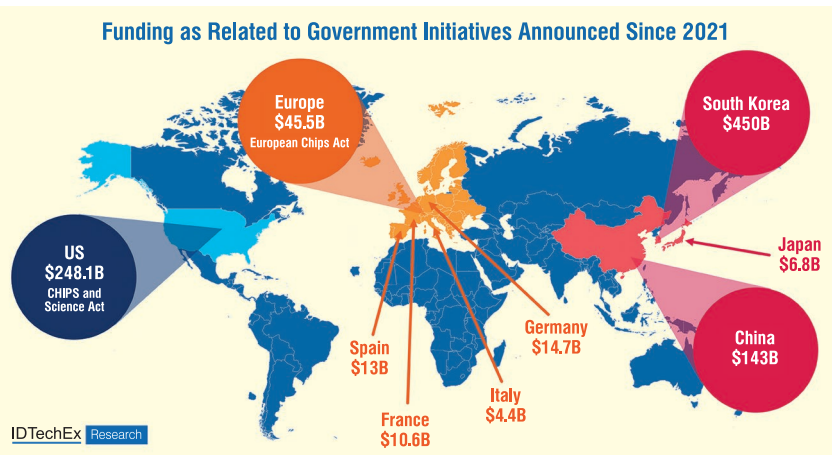 Funding as Related to Government Initiatives Announced Since 2021
Europe
$45.5B
European Chips Act
South Korea
$450B
US
$248.1B
CHIPS and
Science Act
Japan
$6.8B
China
$143B
Germany
$14.7B
Spain
$13B
Italy
$4.4B
France
$10.6B
IDTechEx Research